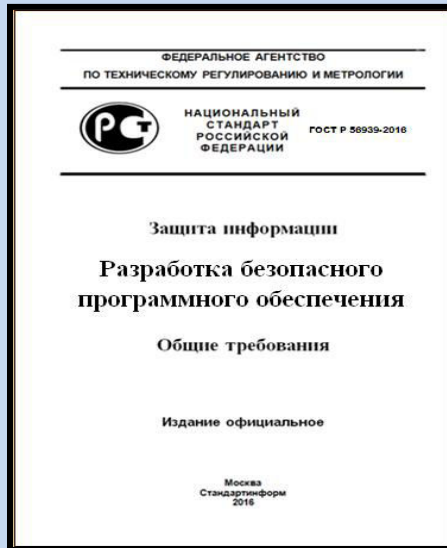 ФЕДЕРАЛЬНОЕ АГЕНТСТВО
ПО ТЕХНИЧЕСКОМУ РЕГУЛИРОВАНИЮ И МЕТРОЛОГИИ
РСТ
НАЦИОНАЛЬНЫЙ
СТАНДАРТ
РОССИЙСКОЙ
ФЕДЕРАЦИИ
ГОСТ Р 56939-2016
Защита информации
Разработка безопасного
программного обеспечения
Общие требования
Издание официальное
Москва
Стандартинформ
2016